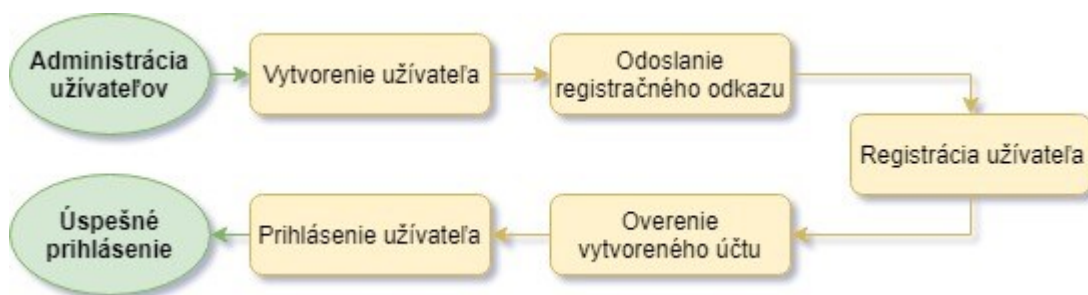 Administrácia
užívateľov
Vytvorenie užívateľa
Odoslanie
registračného odkazu
Registrácia užívateľa
Overenie
vytvoreného účtu
Prihlásenie užívateľa
Úspešné
prihlásenie